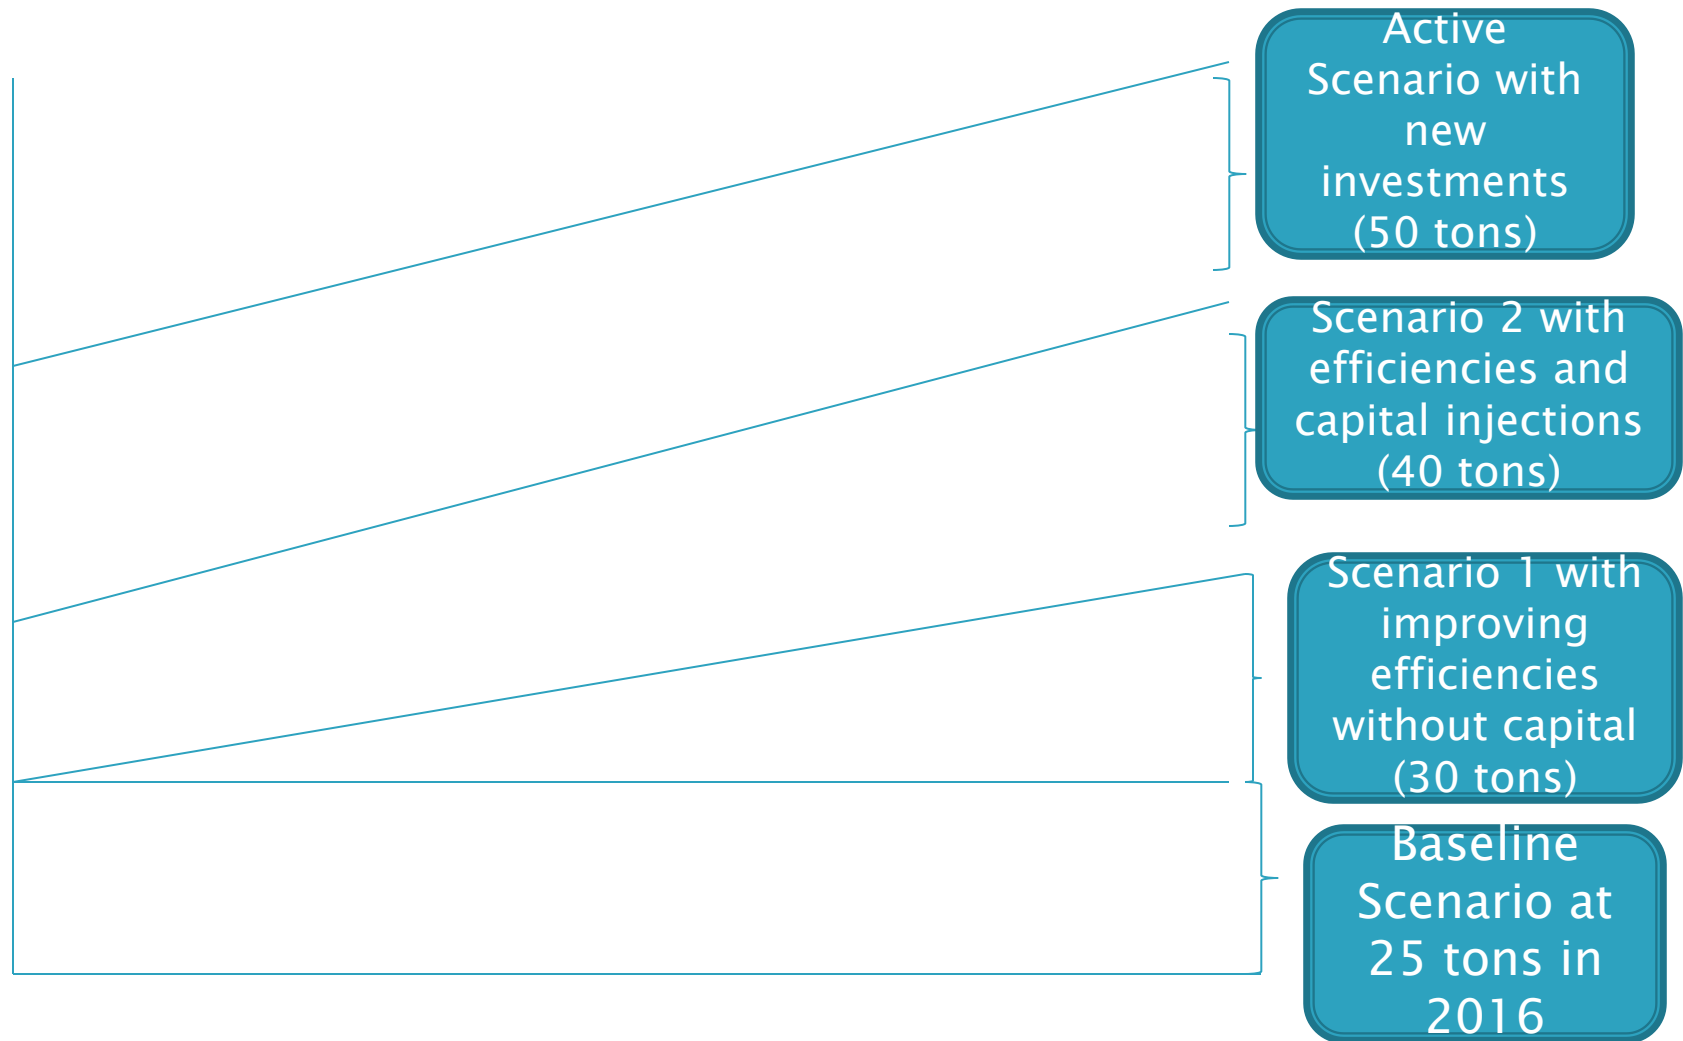 Active
Scenario with
new
investments
(50 tons)
Scenario 2 with
efficiencies and
capital injections
(40 tons)
Scenario 1 with
improving
efficiencies
without capital
(30 tons)
Baseline
Scenario at
25 tons in
2016